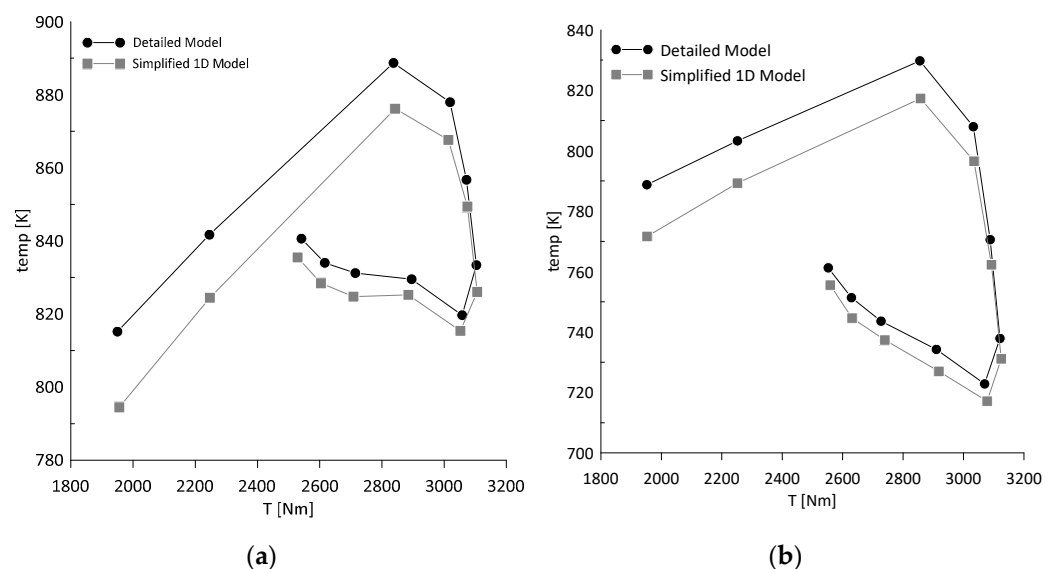 900
880
860
840
820
800
780
temp [K]
Detailed Model
Simplified 1D Model
1800 2000 2200 2400 2600 2800 3000 3200
T [Nm]
(a)
840
820
800
780
760
740
720
700
temp [K]
Detailed Model
Simplified 1D Model
1800 2000 2200 2400 2600 2800 3000 3200
T [Nm]
(b)